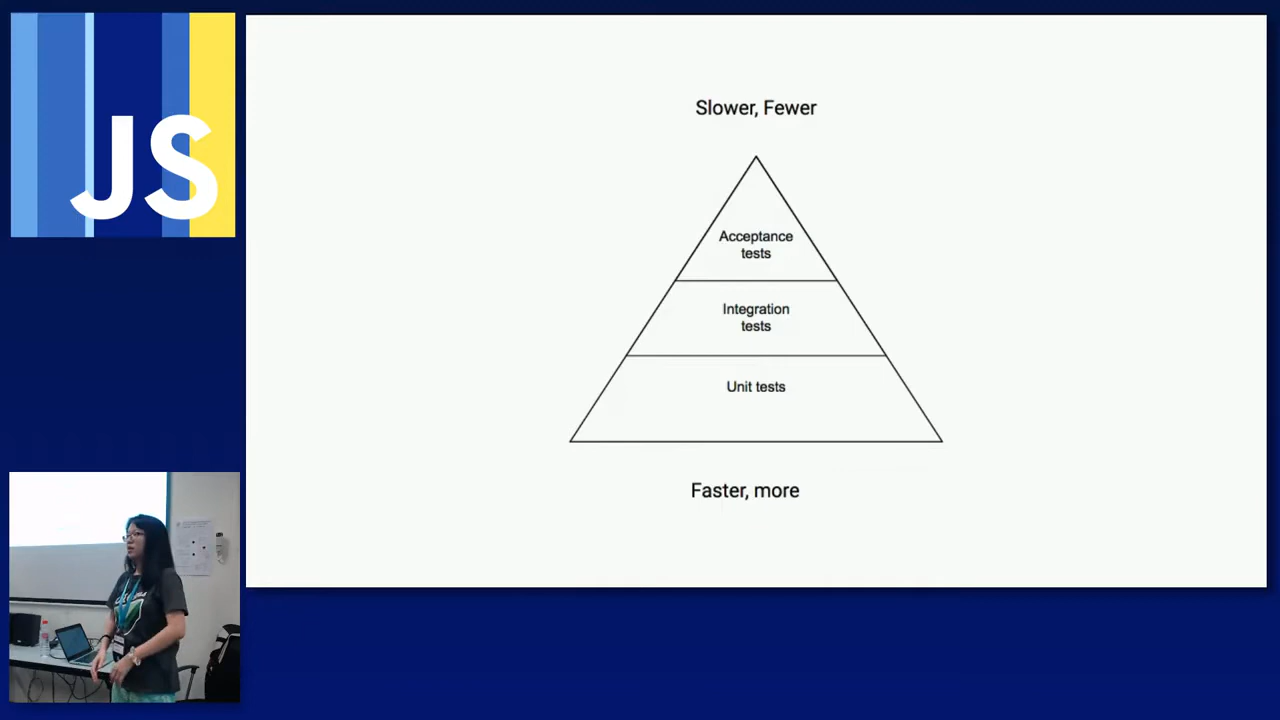 JS
Slower, Fewer
Acceptance
tests
Integration
tests
Unit tests
Faster, more